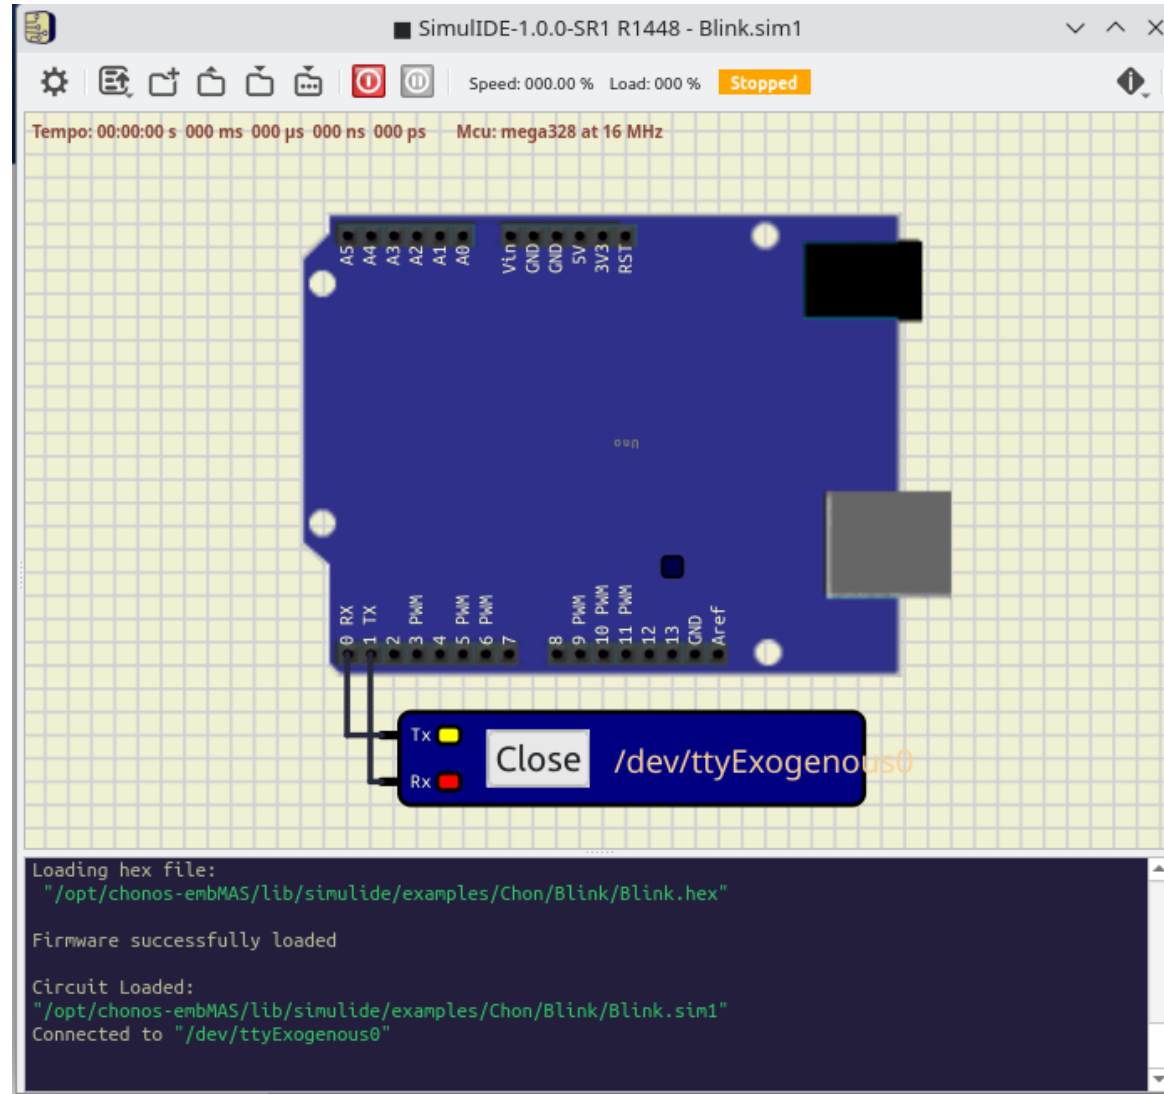 SimulIDE-1.0.0-SR1 R1448 - Blink.sim1
Speed: 000.00 % Load: 000 % Stopped
Tempo: 00:00:00 s 000 ms 000 µs 000 ns 000 ps Mcu: mega328 at 16 MHz
A5 A4 A3 A2 A1 A0 Vin GND GND 5V 3V3 RST
Uno
0 RX 1 TX 2 3 PWM 4 5 PWM 6 PWM 7 8 9 PWM 10 PWM 11 PWM 12 13 GND Aref
Tx
Close /dev/ttyExogenous0
Rx
Loading hex file:
"/opt/chonos-embMAS/lib/simulide/examples/Chon/Blink/Blink.hex"
Firmware successfully loaded
Circuit Loaded:
"/opt/chonos-embMAS/lib/simulide/examples/Chon/Blink/Blink.sim1"
Connected to "/dev/ttyExogenous0"